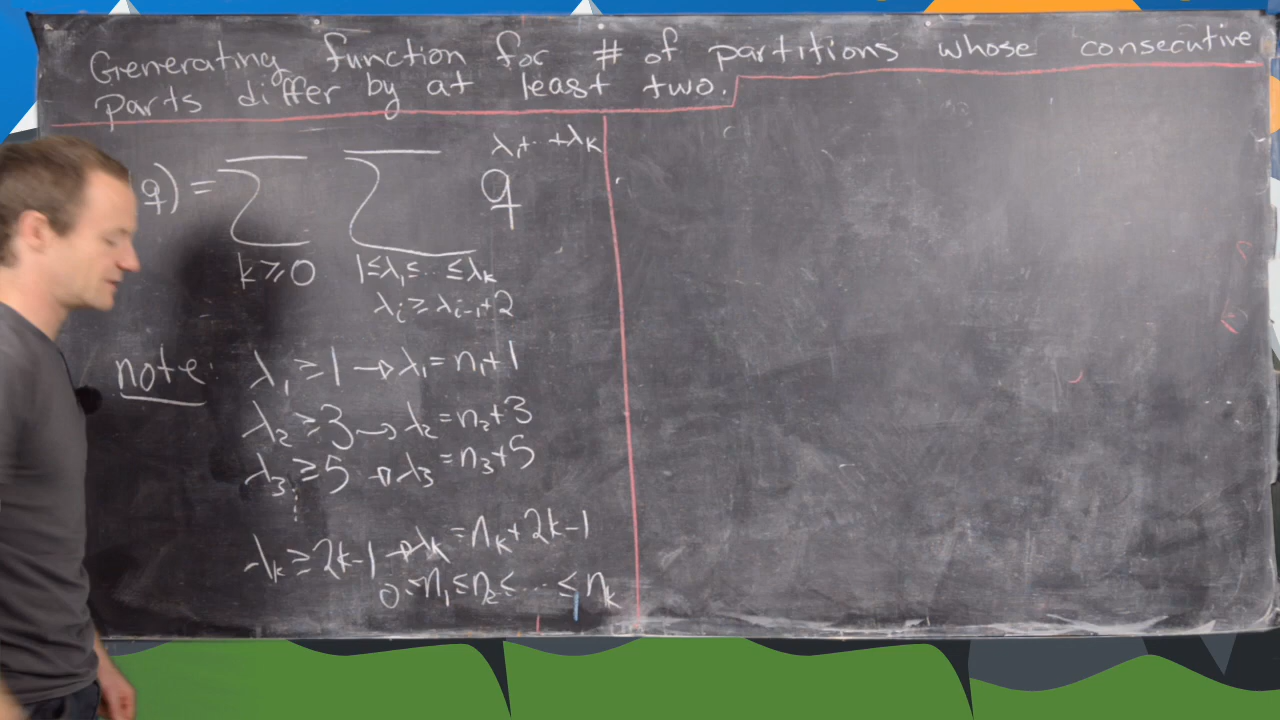 Generating function for # of partitions whose consecutive
parts differ by at least two.
q) = ∑ ∑ q^{λ₁+⋯+λₖ}
k≥0 1≤λ₁≤⋯≤λₖ
λᵢ≥λᵢ₋₁+2
note: λ₁≥1 → λ₁=n₁+1
λ₂≥3 → λ₂=n₂+3
λ₃≥5 → λ₃=n₃+5
⋮
λₖ≥2k-1 → λₖ=nₖ+2k-1
0≤n₁≤n₂≤⋯≤nₖ